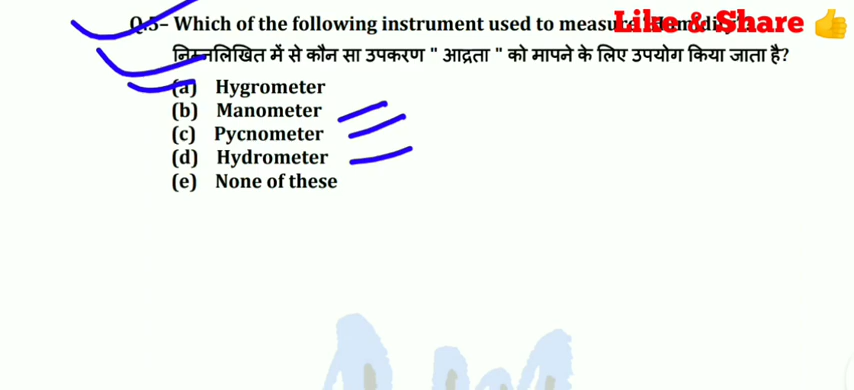 Q.5- Which of the following instrument used to measure Like & Share
निम्नलिखित में से कौन सा उपकरण " आद्रता " को मापने के लिए उपयोग किया जाता है?
(a) Hygrometer
(b) Manometer
(c) Pycnometer
(d) Hydrometer
(e) None of these